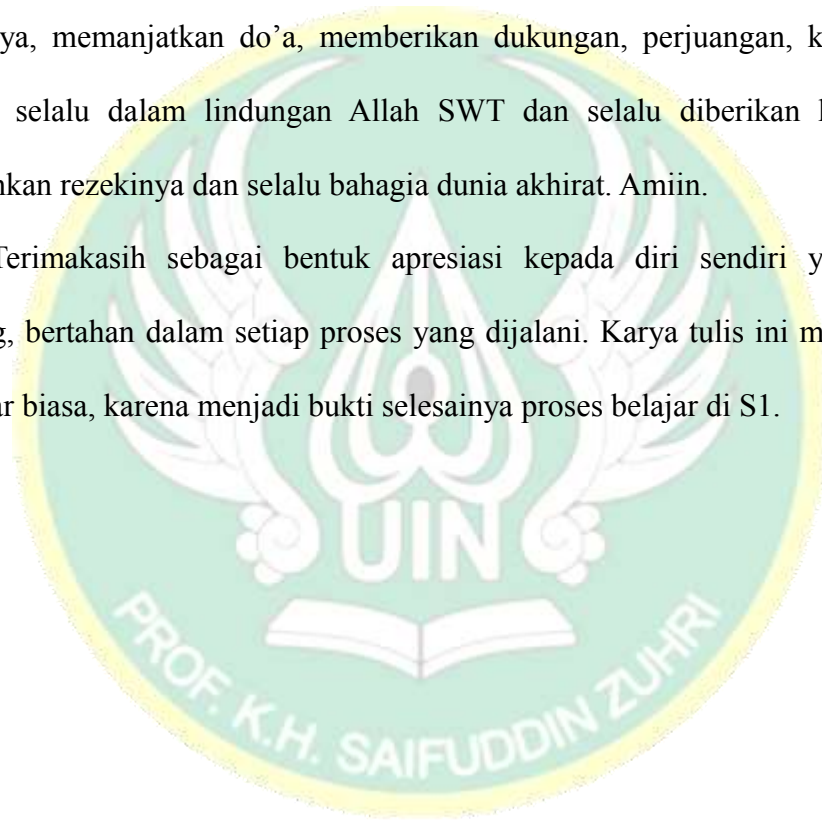 ya, memanjatkan do’a, memberikan dukungan, perjuangan, k
selalu dalam lindungan Allah SWT dan selalu diberikan
kan rezekinya dan selalu bahagia dunia akhirat. Amiin.
Terimakasih sebagai bentuk apresiasi kepada diri sendiri y
, bertahan dalam setiap proses yang dijalani. Karya tulis ini m
ar biasa, karena menjadi bukti selesainya proses belajar di S1.
UIN
PROF. K.H. SAIFUDDIN ZUHRI